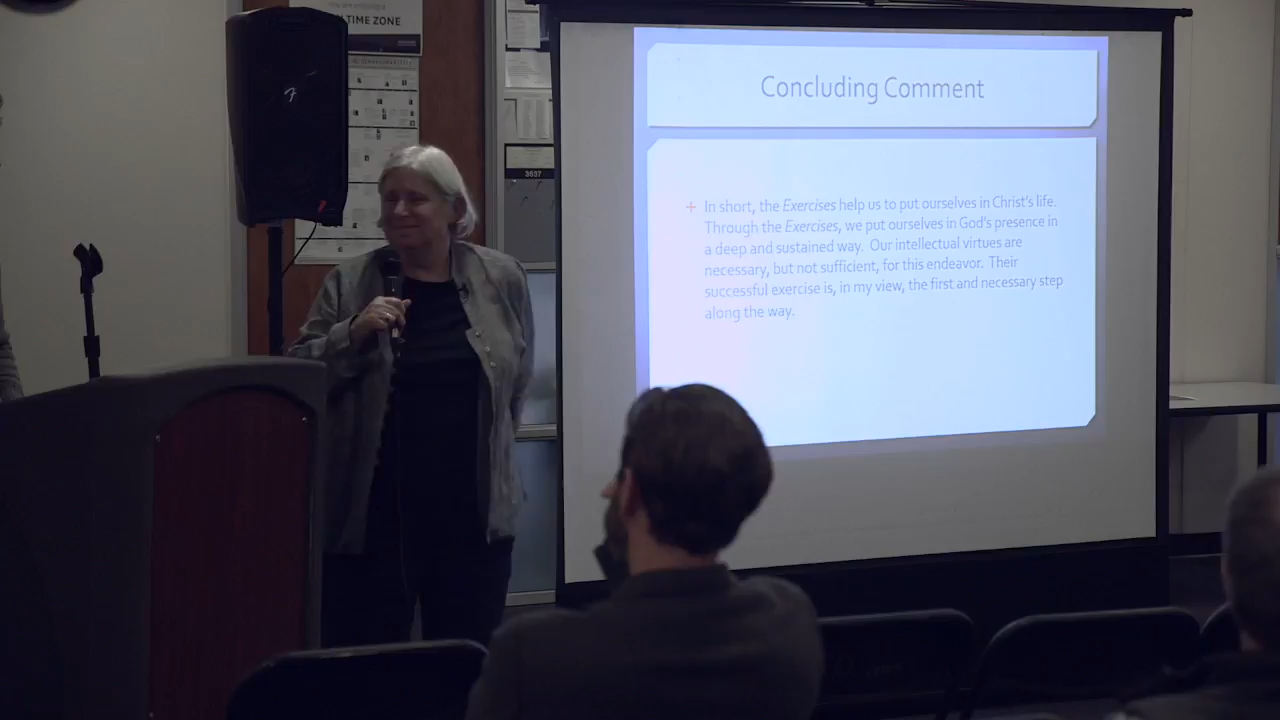 TIME ZONE
3637
Concluding Comment
In short, the Exercises help us to put ourselves in Christ's life.
Through the Exercises, we put ourselves in God's presence in
a deep and sustained way. Our intellectual virtues are
necessary, but not sufficient, for this endeavor. Their
successful exercise is, in my view, the first and necessary step
along the way.